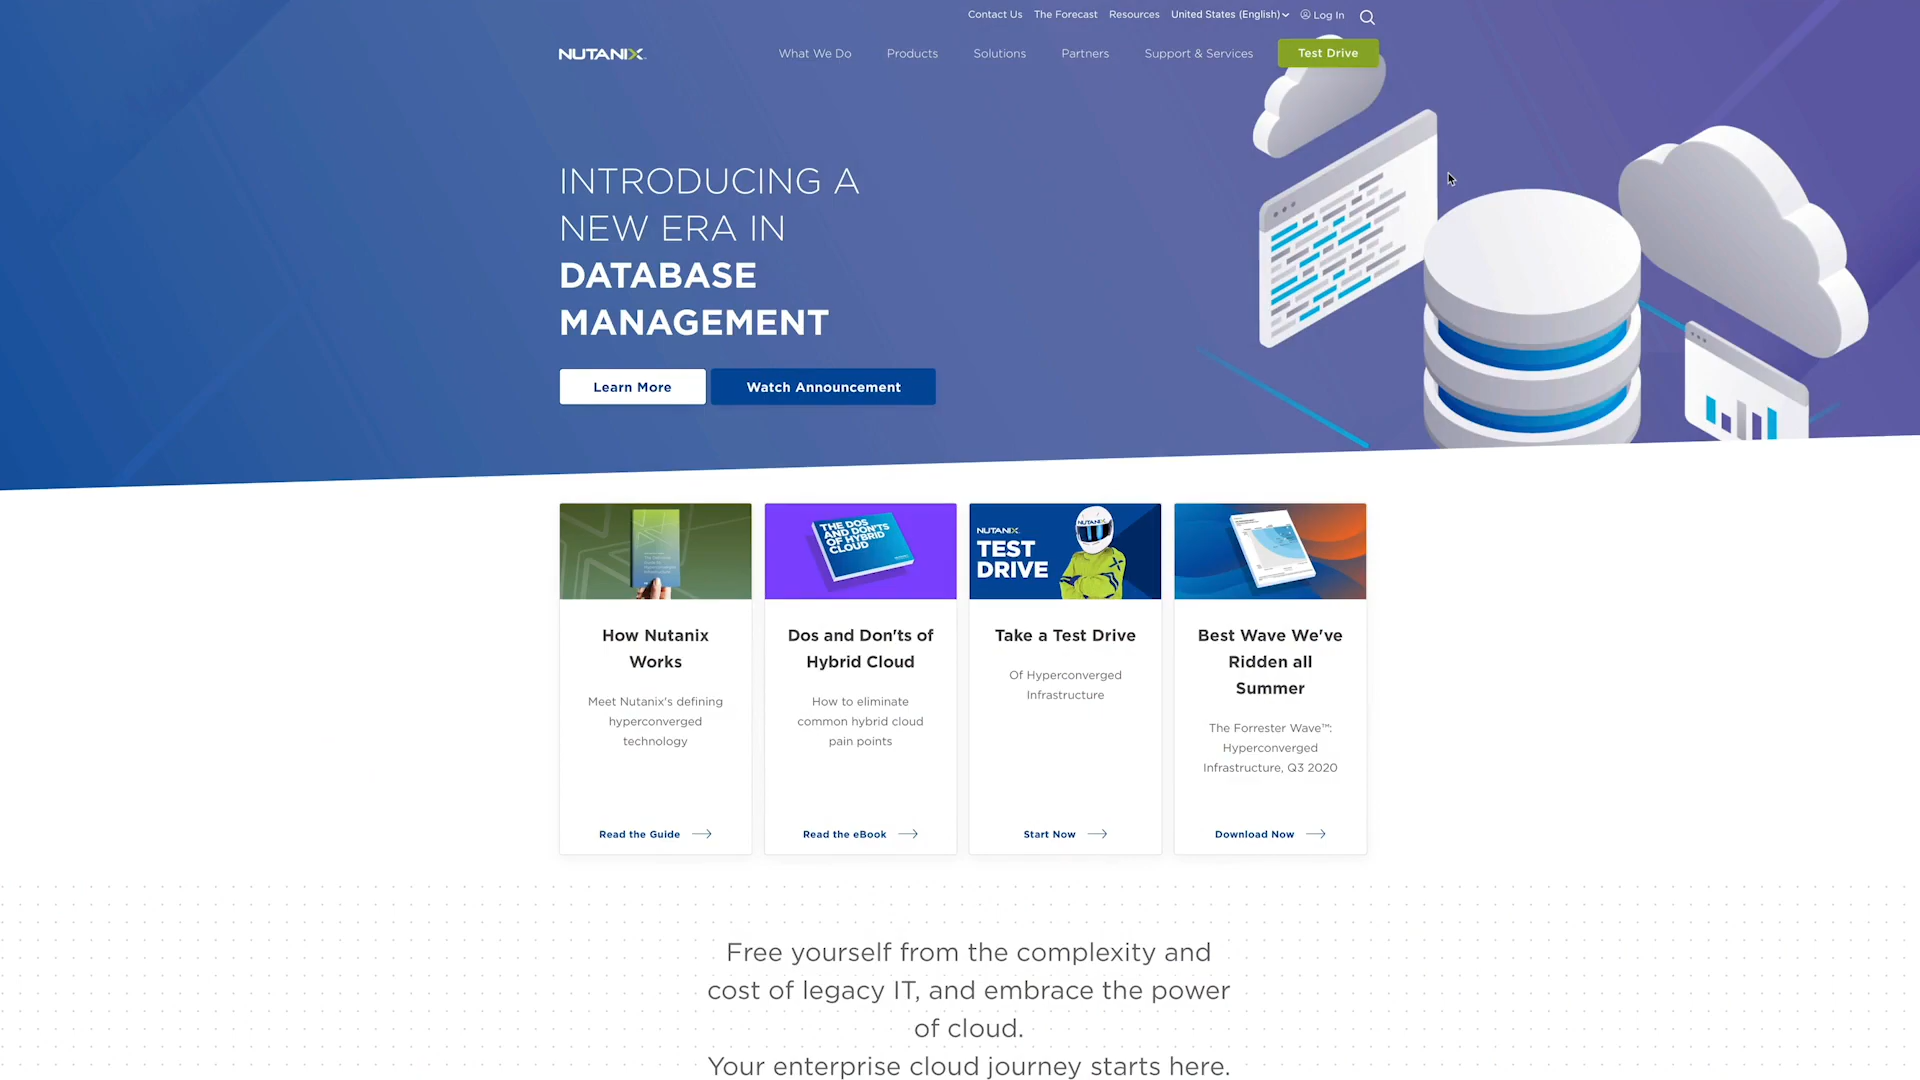 Contact Us The Forecast Resources United States (English) Log In
NUTANIX What We Do Products Solutions Partners Support & Services Test Drive
INTRODUCING A
NEW ERA IN
DATABASE
MANAGEMENT
Learn More Watch Announcement
THE DOS
AND DON'TS
OF HYBRID
CLOUD
NUTANIX
TEST
DRIVE
NUTANIX
How Nutanix
Works
Meet Nutanix's defining
hyperconverged
technology
Read the Guide
Dos and Don'ts of
Hybrid Cloud
How to eliminate
common hybrid cloud
pain points
Read the eBook
Take a Test Drive
Of Hyperconverged
Infrastructure
Start Now
Best Wave We've
Ridden all
Summer
The Forrester Wave™:
Hyperconverged
Infrastructure, Q3 2020
Download Now
Free yourself from the complexity and
cost of legacy IT, and embrace the power
of cloud.
Your enterprise cloud journey starts here.